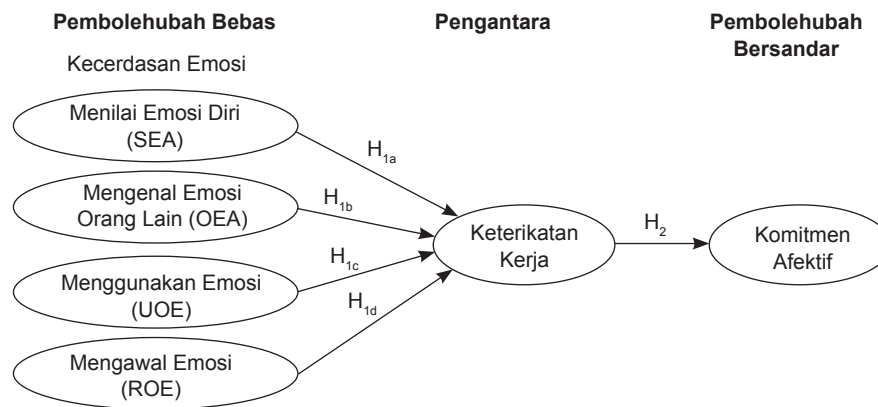 Pembolehubah Bebas
Pengantara
Pembolehubah
Bersandar
Kecerdasan Emosi
Menilai Emosi Diri
(SEA)
H1a
Mengenal Emosi
Orang Lain (OEA)
H1b
Menggunakan Emosi
(UOE)
H1c
Mengawal Emosi
(ROE)
H1d
Keterikatan
Kerja
H2
Komitmen
Afektif